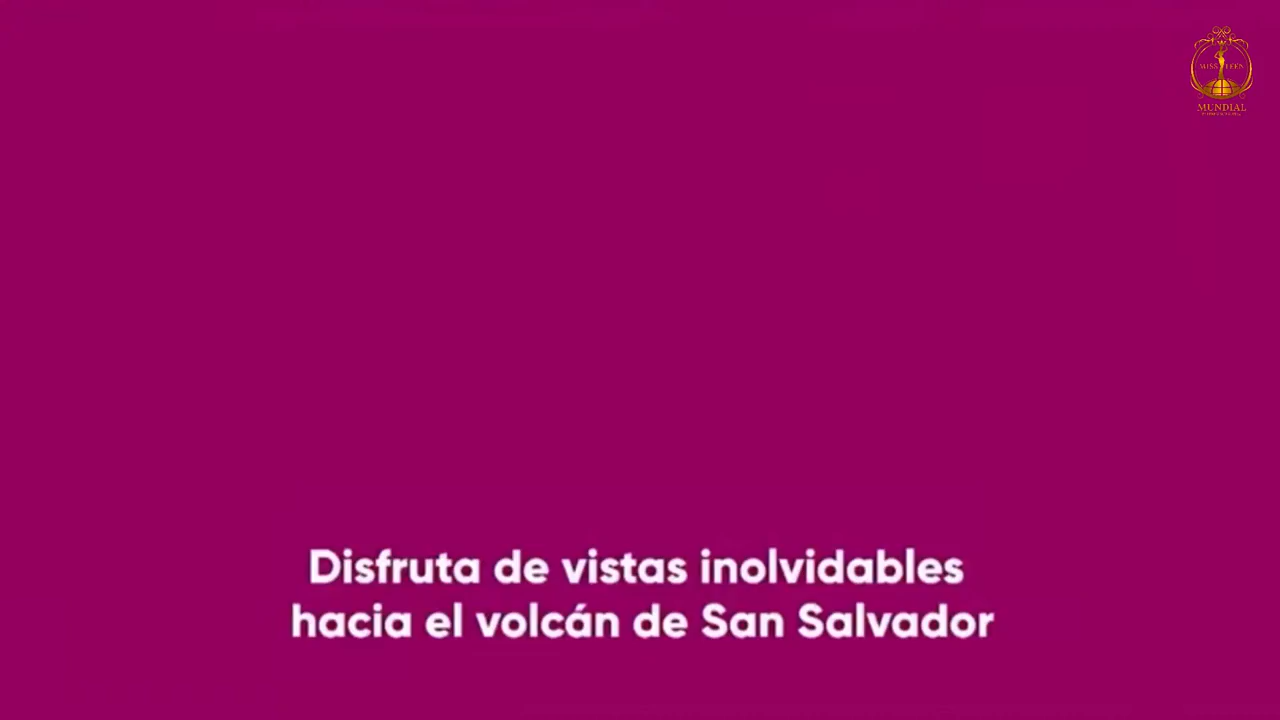 MISS TEEN
MUNDIAL
Disfruta de vistas inolvidables
hacia el volcán de San Salvador